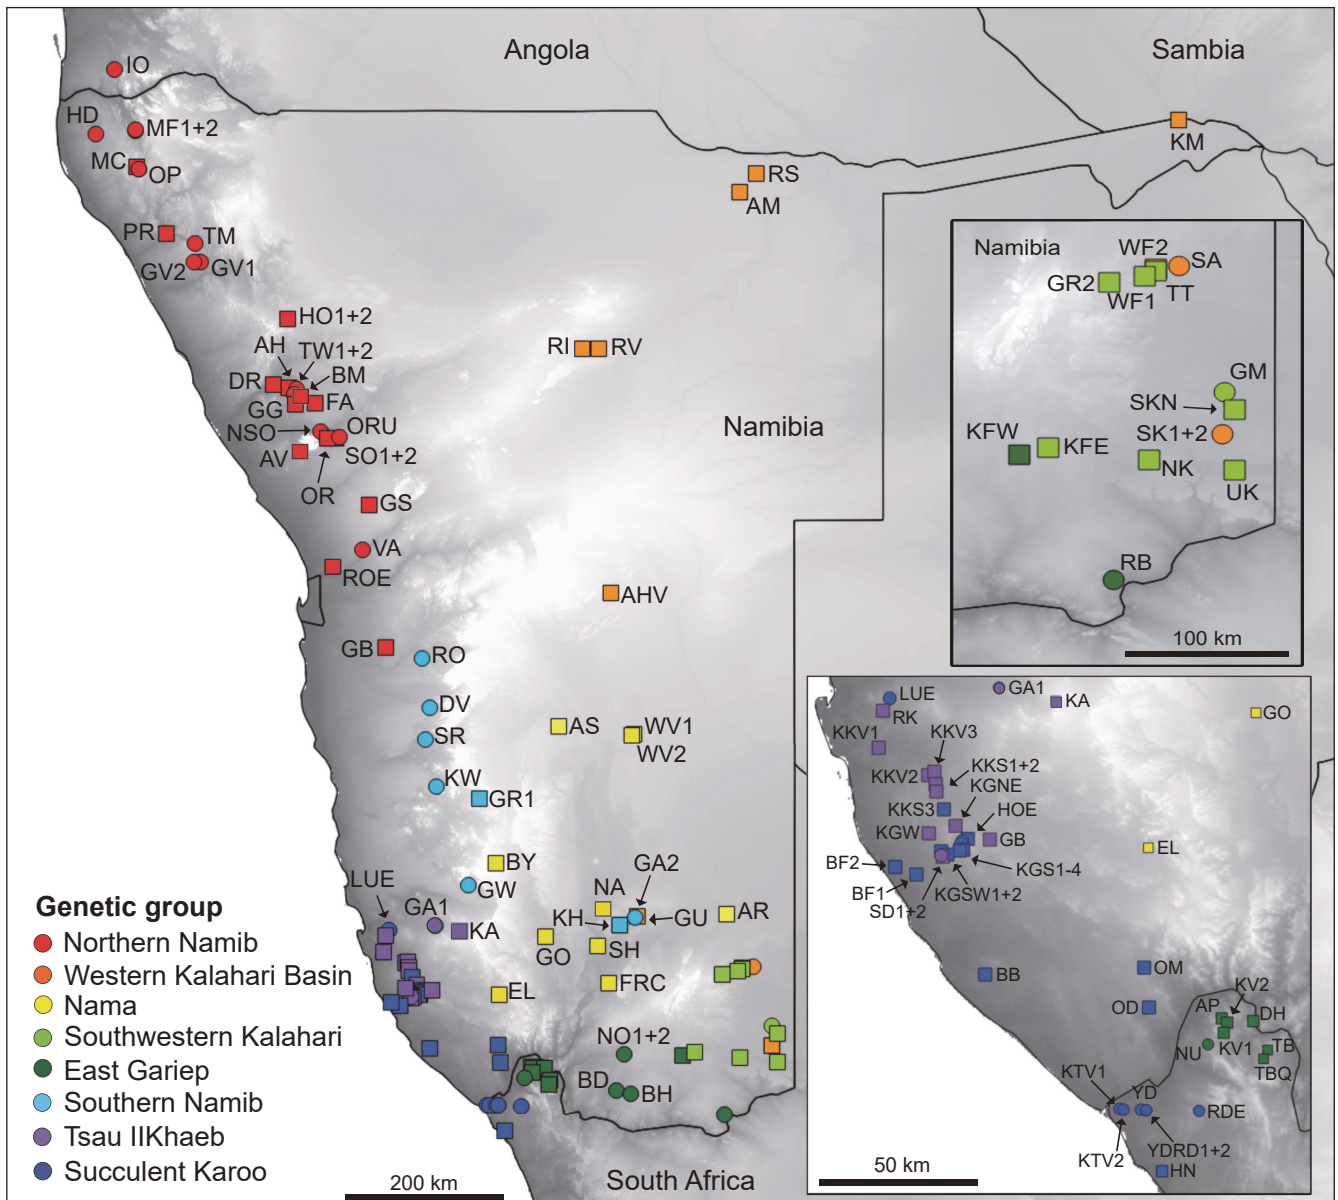 Angola
Sambia
IO
HD
MF1+2
MC
OP
KM
RS
AM
PR
TM
GV2
GV1
HO1+2
AH
TW1+2
DR
BM
GG
FA
NSO
ORU
AV
SO1+2
OR
GS
VA
ROE
RI
RV
Namibia
AHV
GB
RO
DV
SR
KW
GR1
AS
WV1
WV2
BY
GW
LUE
GA1
KA
NA
GA2
KH
GU
AR
GO
SH
FRC
EL
NO1+2
BD
BH
South Africa
200 km
Genetic group
Northern Namib
Western Kalahari Basin
Nama
Southwestern Kalahari
East Gariep
Southern Namib
Tsau IIKhaeb
Succulent Karoo
Namibia
WF2
SA
GR2
WF1
TT
GM
SKN
SK1+2
KFW
KFE
NK
UK
RB
100 km
LUE
GA1
RK
KA
GO
KKV1
KKV3
KKV2
KKS1+2
KGNE
KKS3
HOE
KGW
GB
EL
BF2
KGS1-4
BF1
KGSW1+2
SD1+2
BB
OM
OD
KV2
AP
DH
NU
KV1
TB
TBQ
KTV1
YD
RDE
YDRD1+2
KTV2
HN
50 km